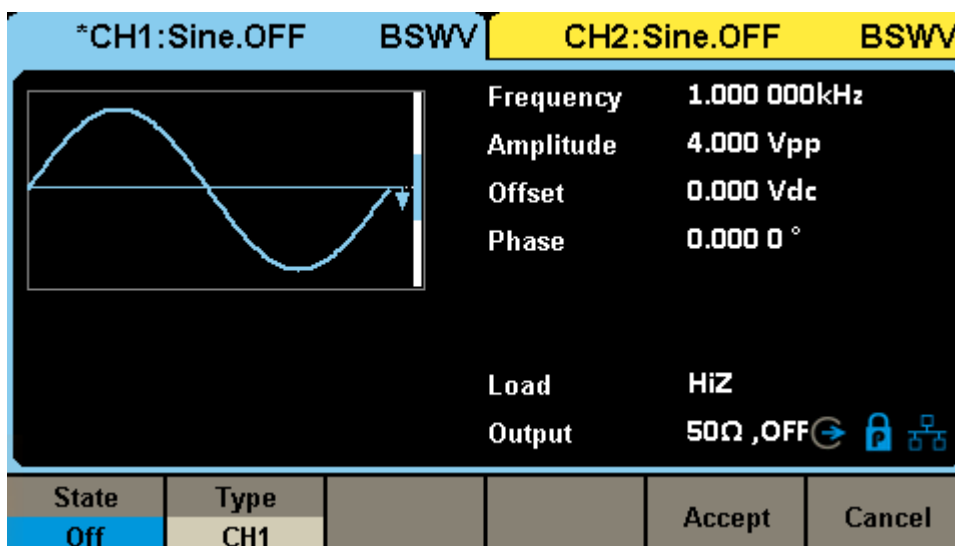 *CH1:Sine.OFF BSWV CH2:Sine.OFF BSWV
Frequency 1.000 000kHz
Amplitude 4.000 Vpp
Offset 0.000 Vdc
Phase 0.000 0 °
Load HiZ
Output 50Ω ,OFF P
State Type Accept Cancel
Off CH1